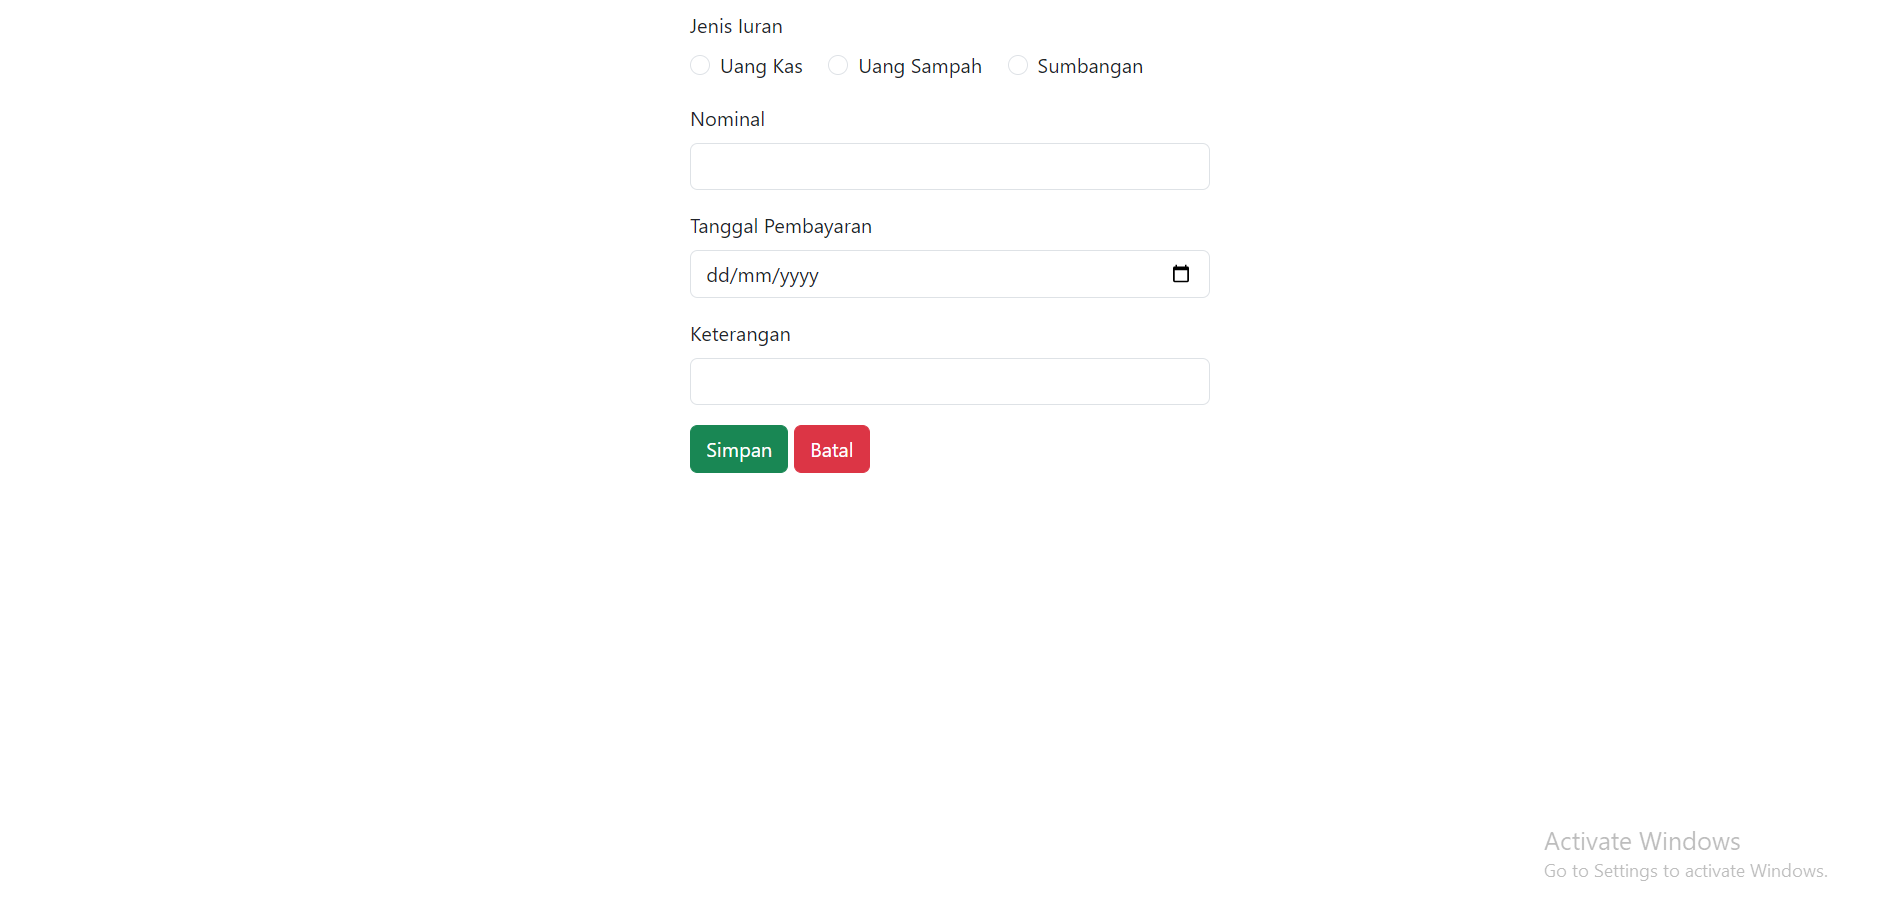 Jenis Iuran
Uang Kas Uang Sampah Sumbangan
Nominal
Tanggal Pembayaran
dd/mm/yyyy
Keterangan
Simpan Batal
Activate Windows
Go to Settings to activate Windows.